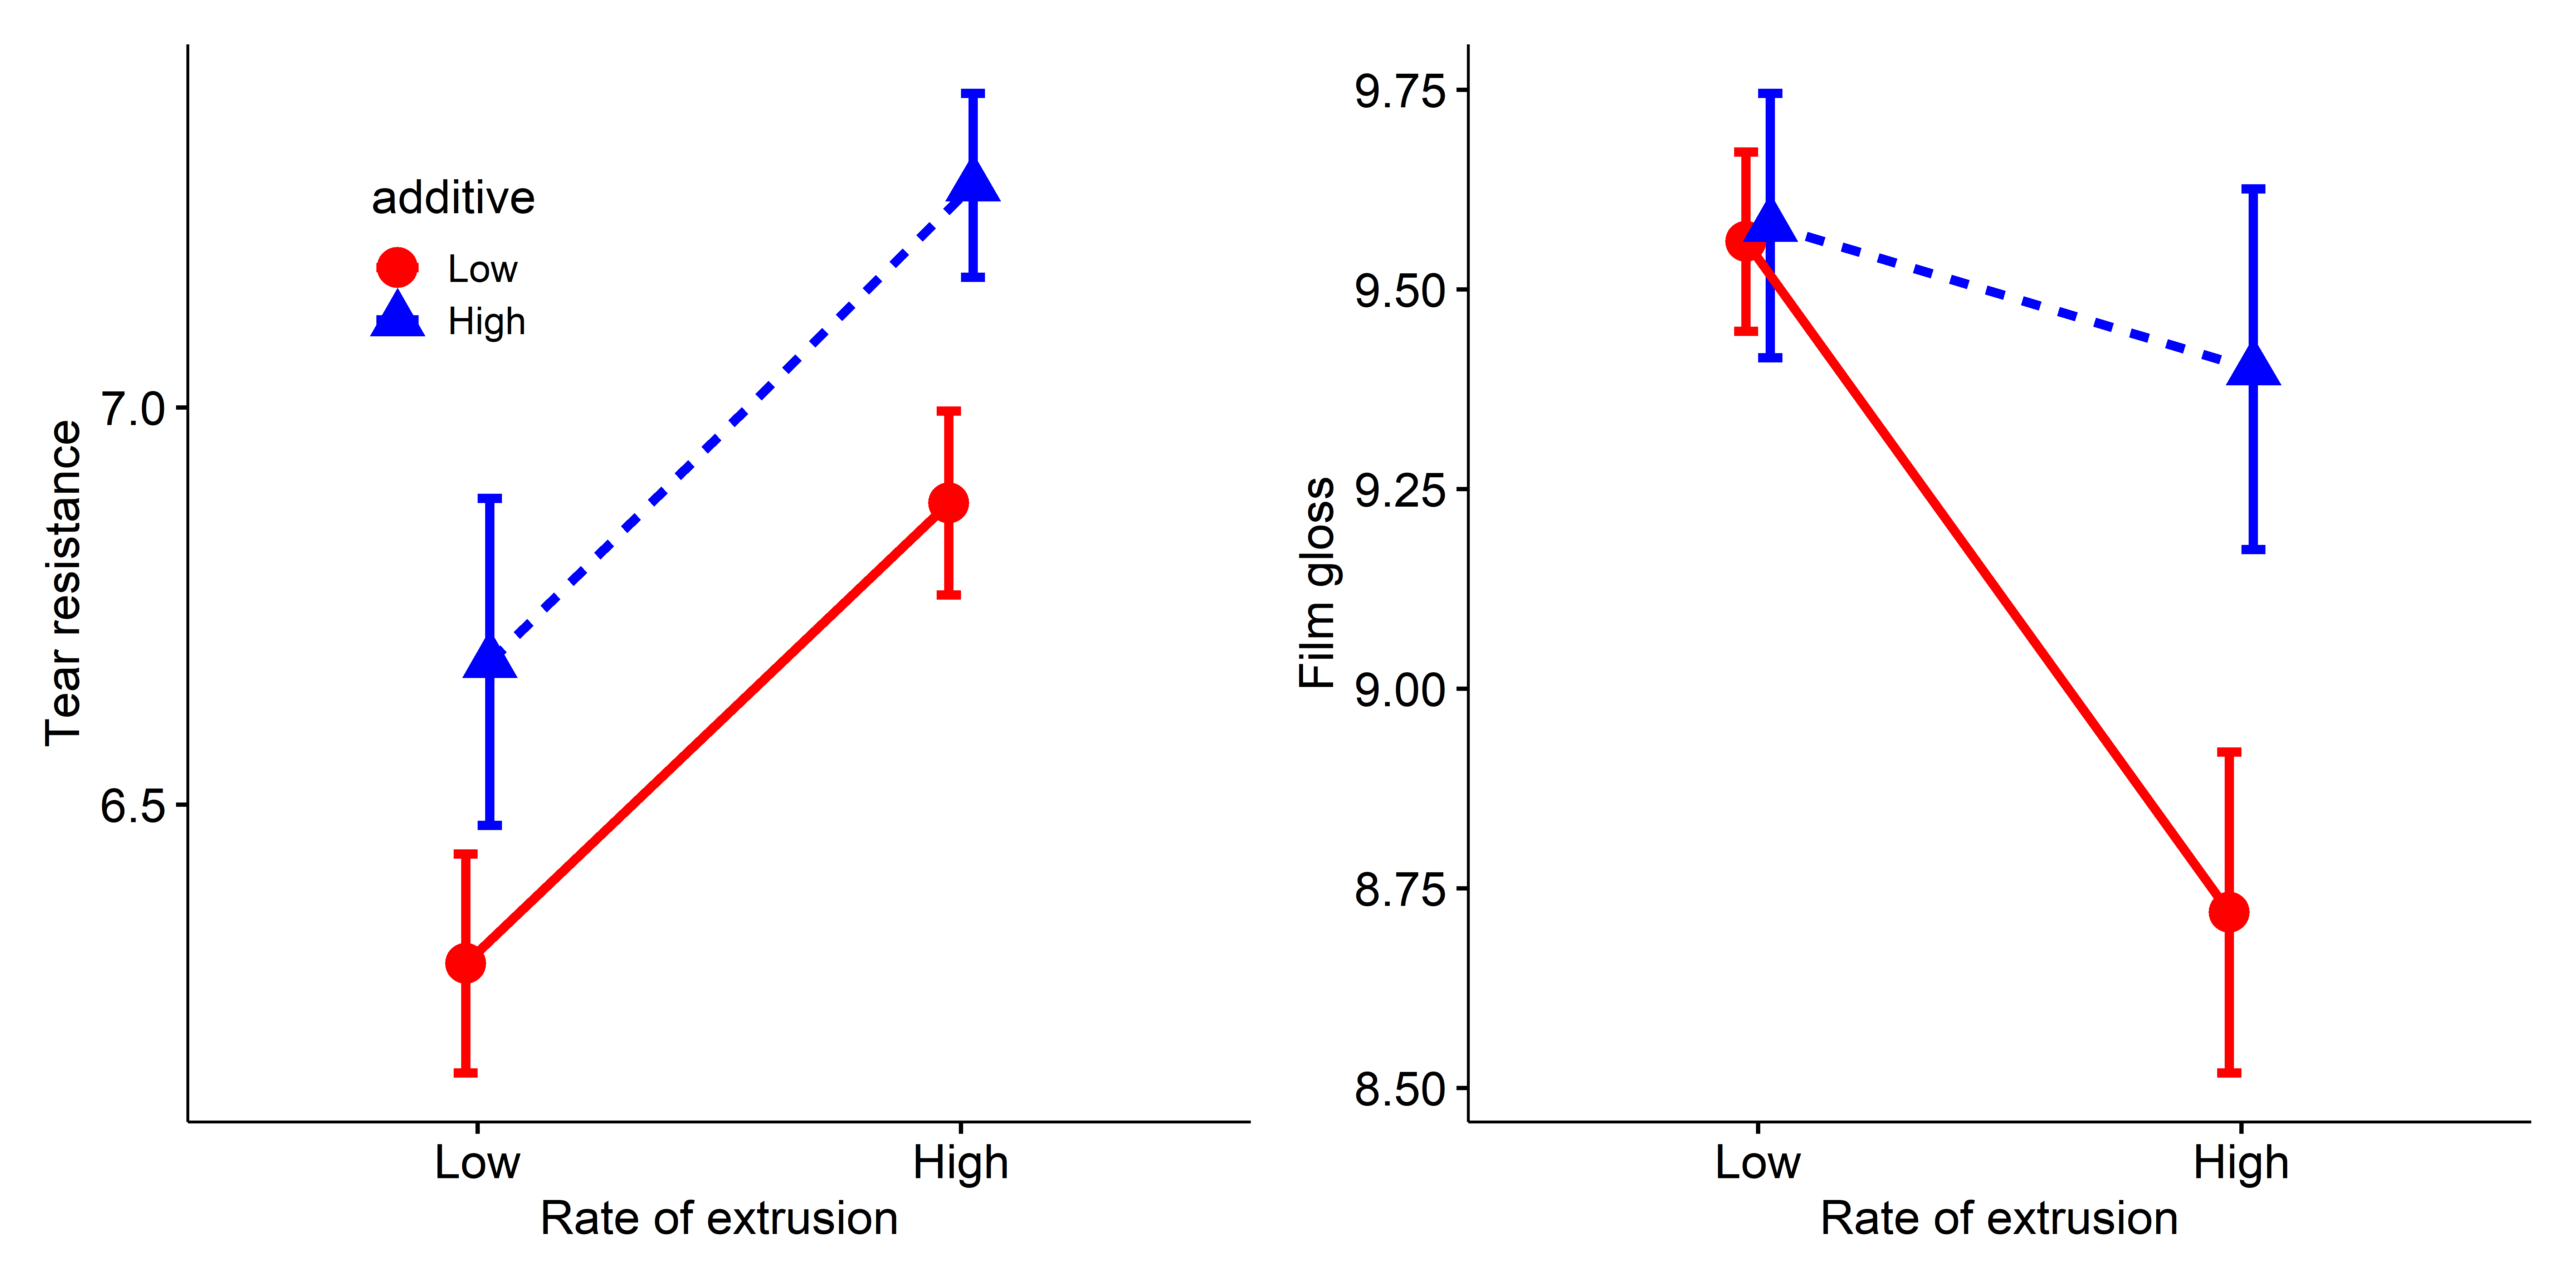 additive
Low
High
Tear resistance
7.0
6.5
Low High
Rate of extrusion
Film gloss
9.75
9.50
9.25
9.00
8.75
8.50
Low High
Rate of extrusion